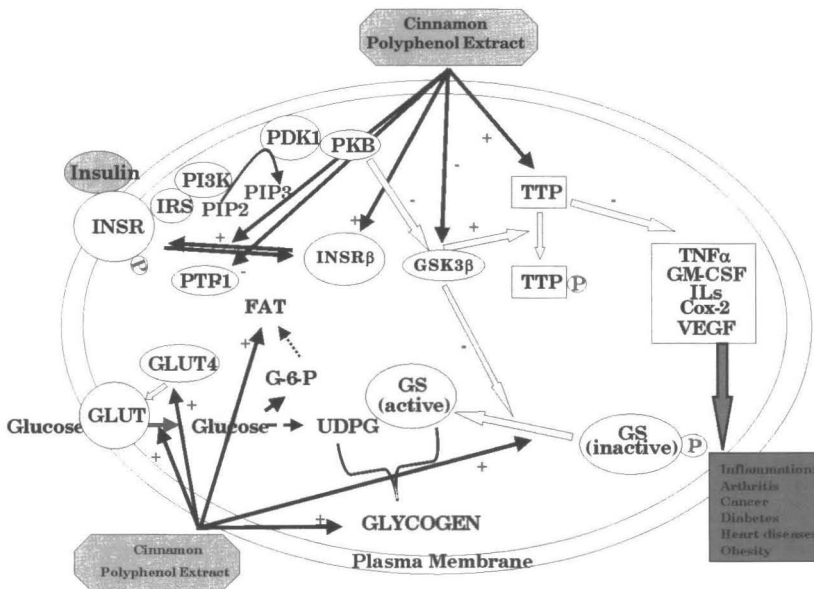 Cinnamon
Polyphenol Extract
PDK1
PKB
+
-
+
Insulin
PI3K
PIP3
TTP
-
IRS
PIP2
INSR
+
+
-
+
P
INSRβ
GSK3β
TNFα
GM-CSF
ILs
Cox-2
VEGF
PTP1
-
TTP
P
FAT
+
-
GLUT4
G-6-P
GS
(active)
+
GLUT
Glucose
Glucose
UDPG
GS
(inactive)
P
+
+
Inflammation
Arthritis
Cancer
Diabetes
Heart diseases
Obesity
+
GLYCOGEN
Cinnamon
Polyphenol Extract
Plasma Membrane